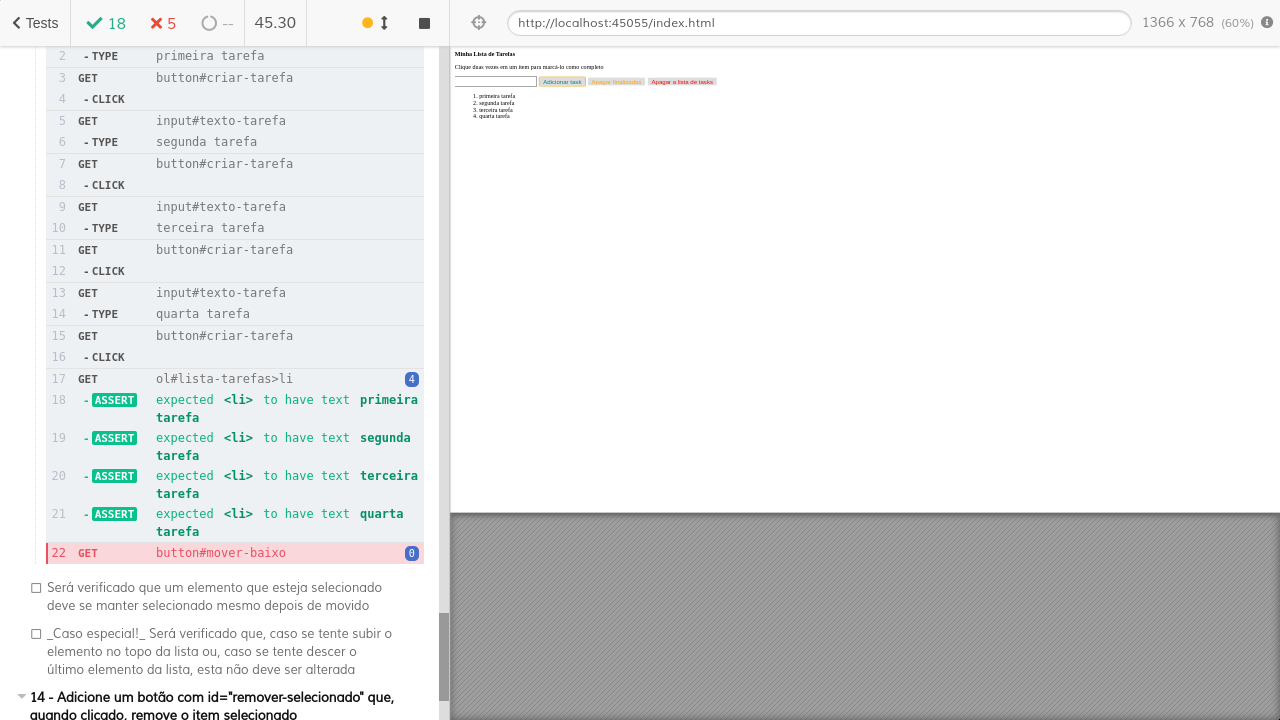 Tests
18
5
--
45.30
http://localhost:45055/index.html
1366 x 768 (60%)
2 -TYPE primeira tarefa
3 GET button#criar-tarefa
4 -CLICK
5 GET input#texto-tarefa
6 -TYPE segunda tarefa
7 GET button#criar-tarefa
8 -CLICK
9 GET input#texto-tarefa
10 -TYPE terceira tarefa
11 GET button#criar-tarefa
12 -CLICK
13 GET input#texto-tarefa
14 -TYPE quarta tarefa
15 GET button#criar-tarefa
16 -CLICK
17 GET ol#lista-tarefas>li 4
18 -ASSERT expected <li> to have text primeira
tarefa
19 -ASSERT expected <li> to have text segunda
tarefa
20 -ASSERT expected <li> to have text terceira
tarefa
21 -ASSERT expected <li> to have text quarta
tarefa
22 GET button#mover-baixo 0
Será verificado que um elemento que esteja selecionado
deve se manter selecionado mesmo depois de movido
_Caso especial!_ Será verificado que, caso se tente subir o
elemento no topo da lista ou, caso se tente descer o
último elemento da lista, esta não deve ser alterada
14 - Adicione um botão com id="remover-selecionado" que,
quando clicado, remove o item selecionado
Minha Lista de Tarefas
Clique duas vezes em um item para marcá-lo como completo
Adicionar task Apagar finalizadas Apagar a lista de tasks
1. primeira tarefa
2. segunda tarefa
3. terceira tarefa
4. quarta tarefa